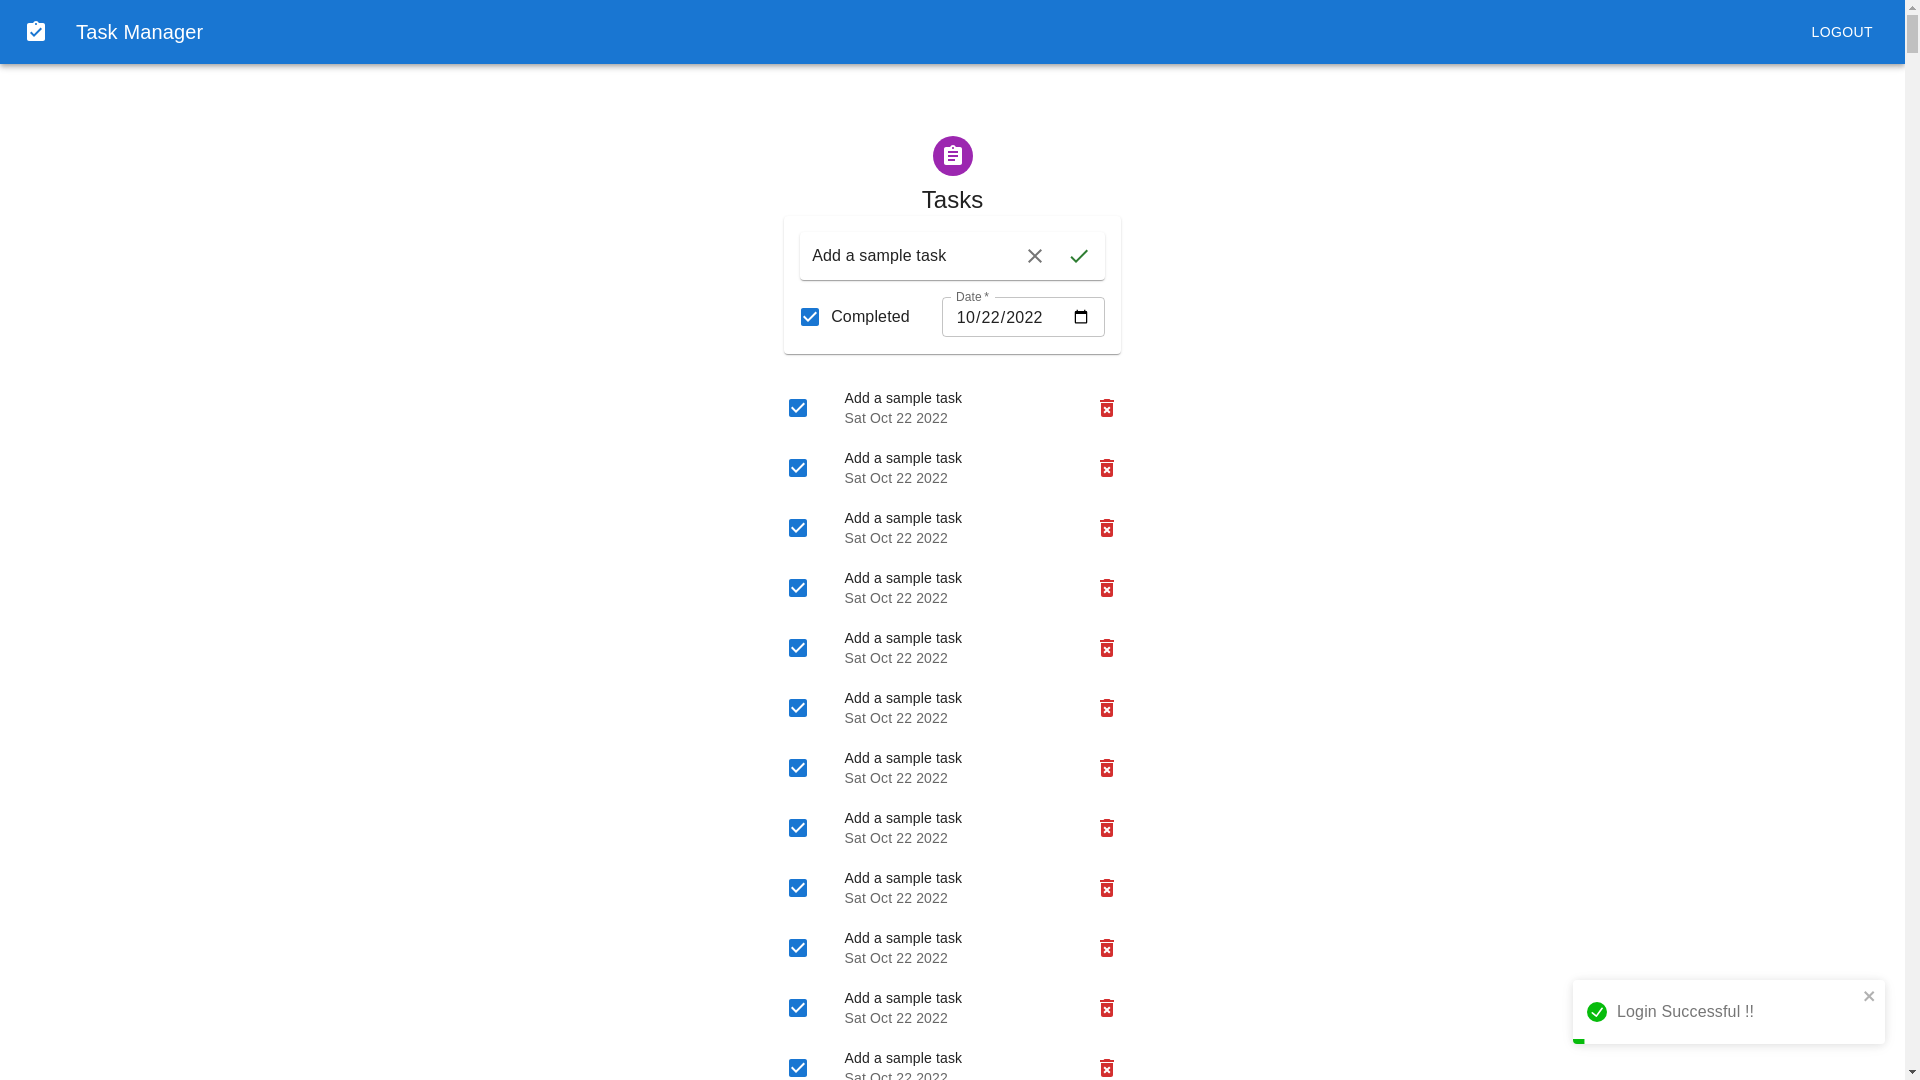 Task Manager
LOGOUT
Tasks
Add a sample task
Completed
Date *
10/22/2022
Add a sample task
Sat Oct 22 2022
Add a sample task
Sat Oct 22 2022
Add a sample task
Sat Oct 22 2022
Add a sample task
Sat Oct 22 2022
Add a sample task
Sat Oct 22 2022
Add a sample task
Sat Oct 22 2022
Add a sample task
Sat Oct 22 2022
Add a sample task
Sat Oct 22 2022
Add a sample task
Sat Oct 22 2022
Add a sample task
Sat Oct 22 2022
Add a sample task
Sat Oct 22 2022
Add a sample task
Sat Oct 22 2022
Login Successful !!